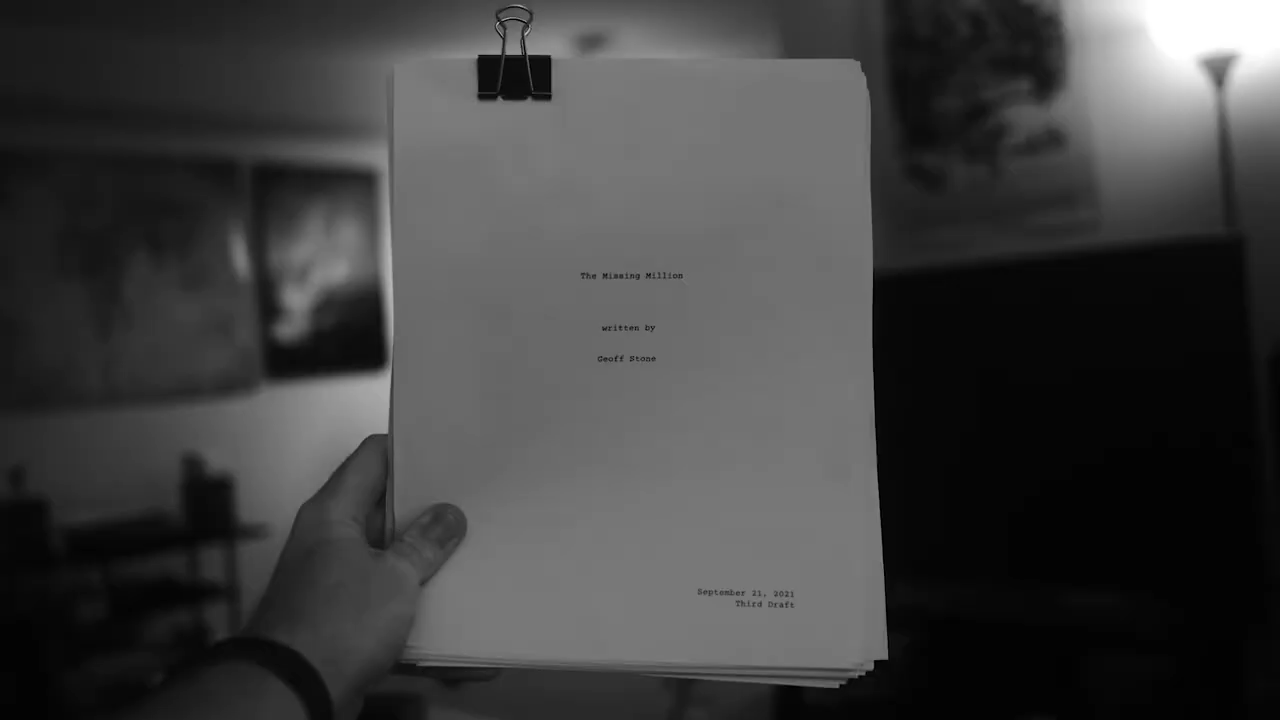 The Missing Million
written by
Geoff Stone
September 21, 2021
Third Draft